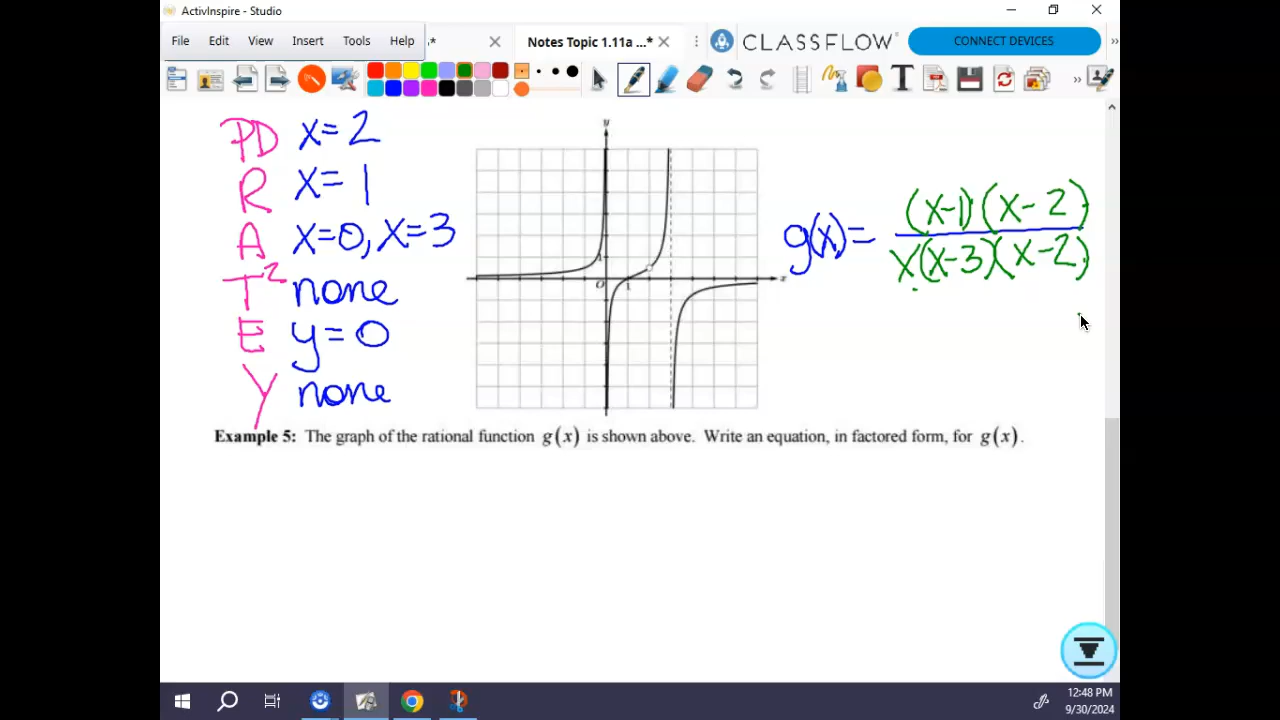 ActivInspire - Studio
File Edit View Insert Tools Help .* Notes Topic 1.11a ...* CLASSFLOW CONNECT DEVICES
PD x=2
R x=1
A x=0, x=3
T² none
E y=0
Y none
y
1
O 1 x
g(x)= (x-1)(x-2)
x(x-3)(x-2)
Example 5: The graph of the rational function g(x) is shown above. Write an equation, in factored form, for g(x).
12:48 PM
9/30/2024